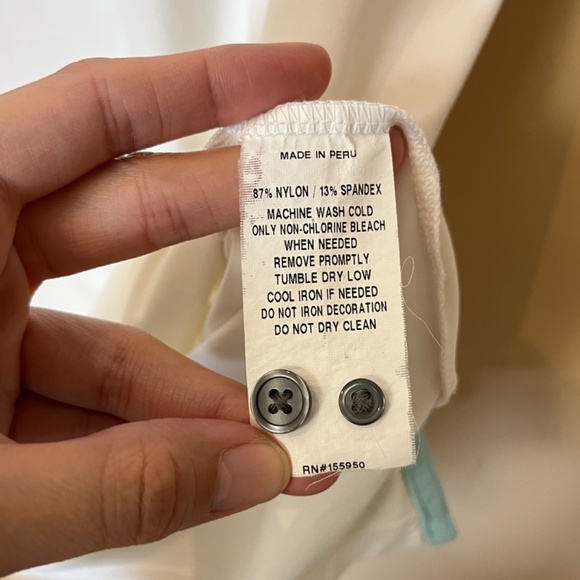 MADE IN PERU
87% NYLON / 13% SPANDEX
MACHINE WASH COLD
ONLY NON-CHLORINE BLEACH
WHEN NEEDED
REMOVE PROMPTLY
TUMBLE DRY LOW
COOL IRON IF NEEDED
DO NOT IRON DECORATION
DO NOT DRY CLEAN
RN#155950